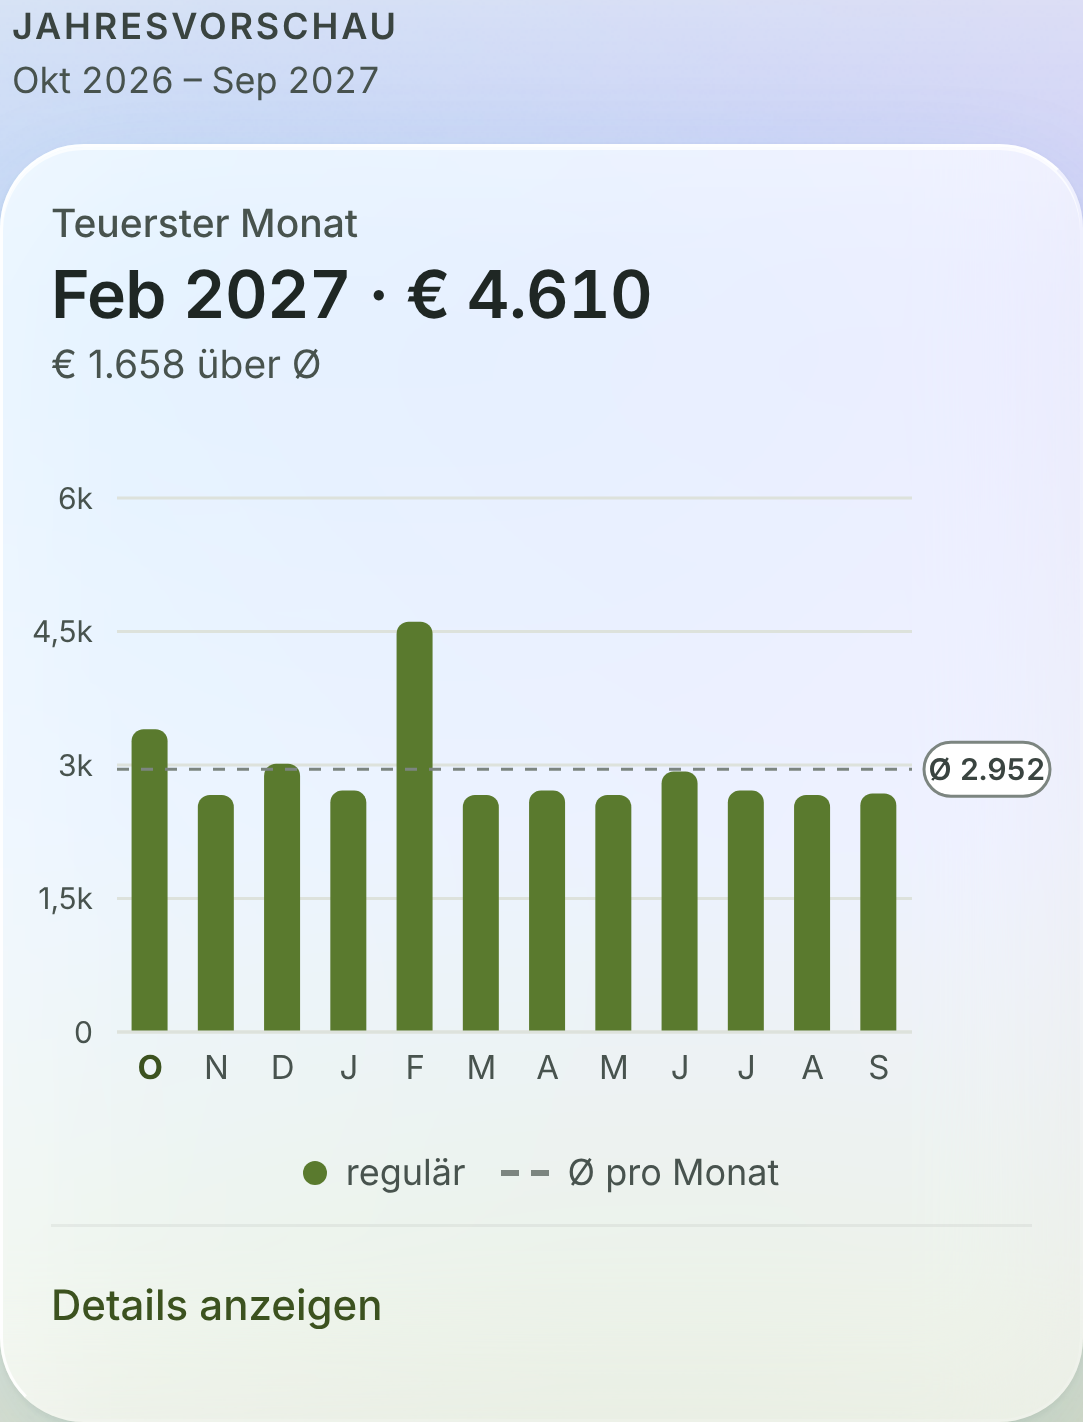 JAHRESVORSCHAU
Okt 2026 – Sep 2027
Teuerster Monat
Feb 2027 · € 4.610
€ 1.658 über Ø
6k
4,5k
3k
Ø 2.952
1,5k
0
O N D J F M A M J J A S
regulär Ø pro Monat
Details anzeigen